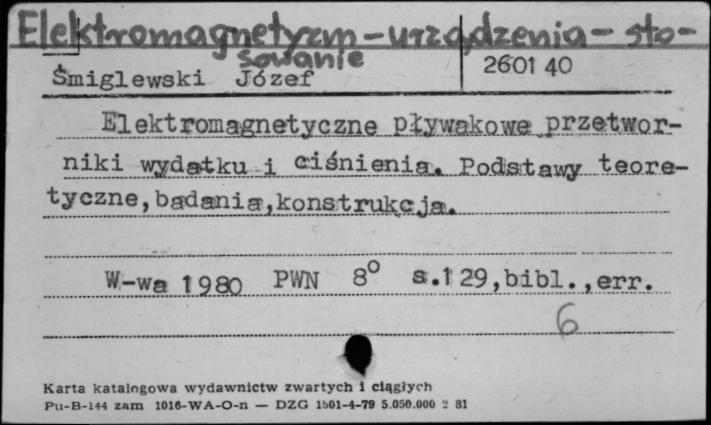 Elektromagnetyzm-urządzenia-sto-
sowanie
Śmiglewski Józef
2601 40
Elektromagnetyczne pływakowe przetwor-
niki wydatku i ciśnienia. Podstawy teore-
tyczne,badania,konstrukcja.
W-wa 1980 PWN 8° s.129,bibl.,err.
6
Karta katalogowa wydawnictw zwartych i ciągłych
Pu-B-144 zam 1016-WA-O-n — DZG 1501-4-79 5.050.000 2 81